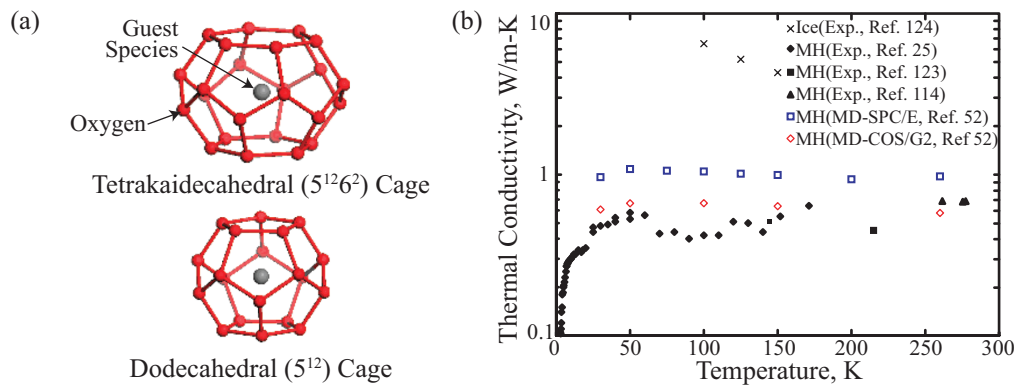 (a)
Guest
Species
Oxygen
Tetrakaidecahedral (5¹²6²) Cage
Dodecahedral (5¹²) Cage
(b)
Thermal Conductivity, W/m-K
10
1
0.1
Ice(Exp., Ref. 124)
MH(Exp., Ref. 25)
MH(Exp., Ref. 123)
MH(Exp., Ref. 114)
MH(MD-SPC/E, Ref. 52)
MH(MD-COS/G2, Ref 52)
0 50 100 150 200 250 300
Temperature, K